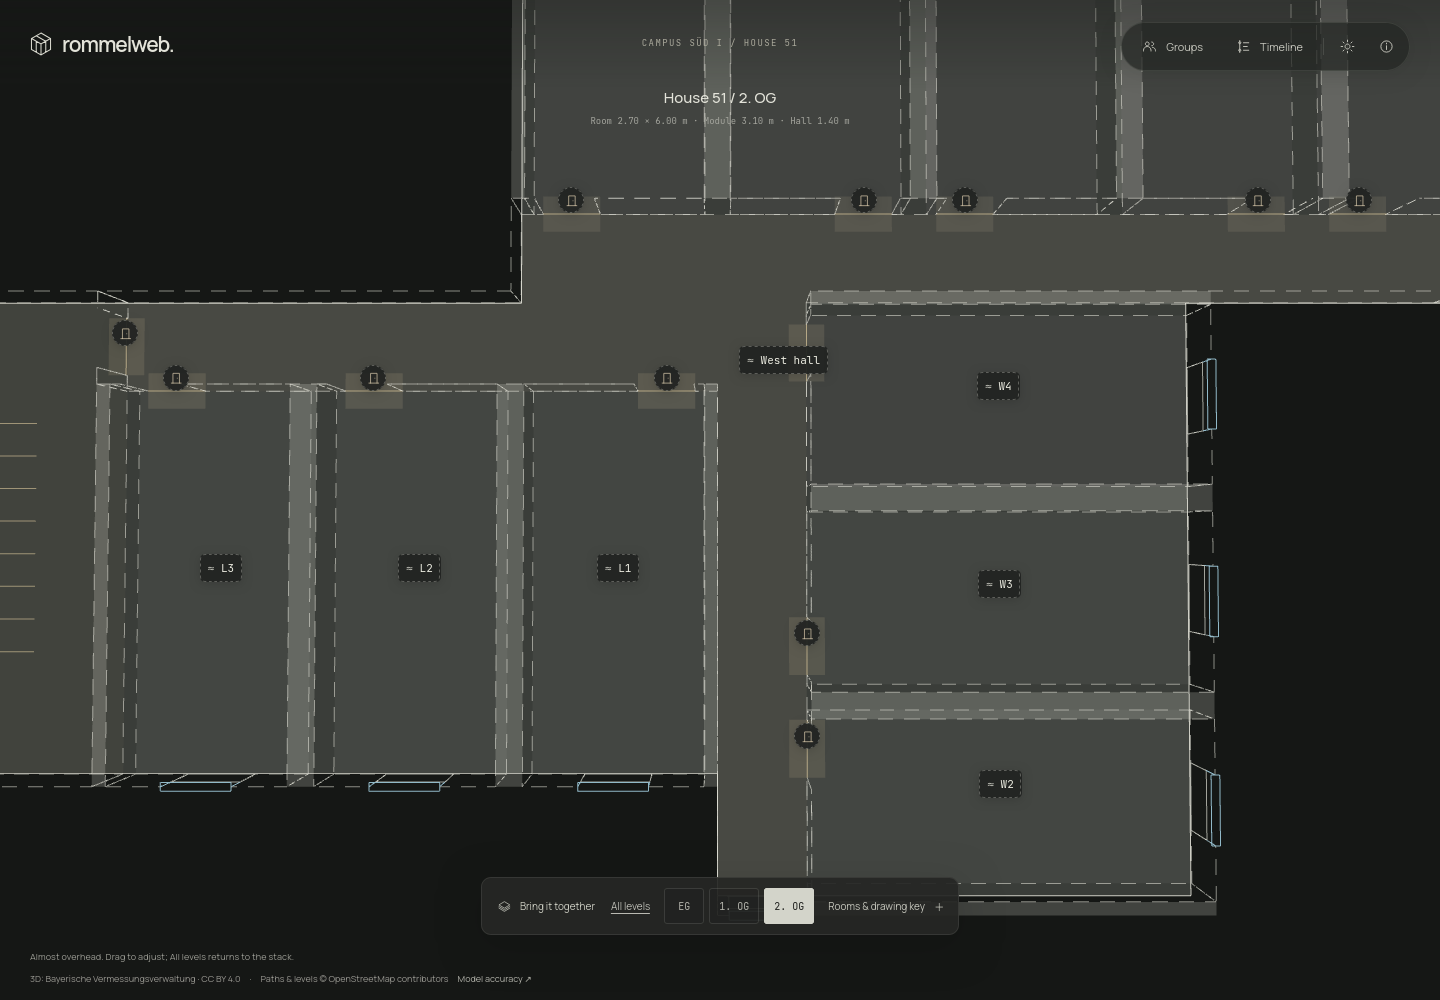 rommelweb.
CAMPUS SÜD I / HOUSE 51
Groups
Timeline
House 51 / 2. OG
Room 2.70 × 6.00 m · Module 3.10 m · Hall 1.40 m
≈ West hall
≈ W4
≈ L3
≈ L2
≈ L1
≈ W3
≈ W2
Bring it together
All levels
EG
1. OG
2. OG
Rooms & drawing key +
Almost overhead. Drag to adjust; All levels returns to the stack.
3D: Bayerische Vermessungsverwaltung · CC BY 4.0 · Paths & levels © OpenStreetMap contributors Model accuracy ↗